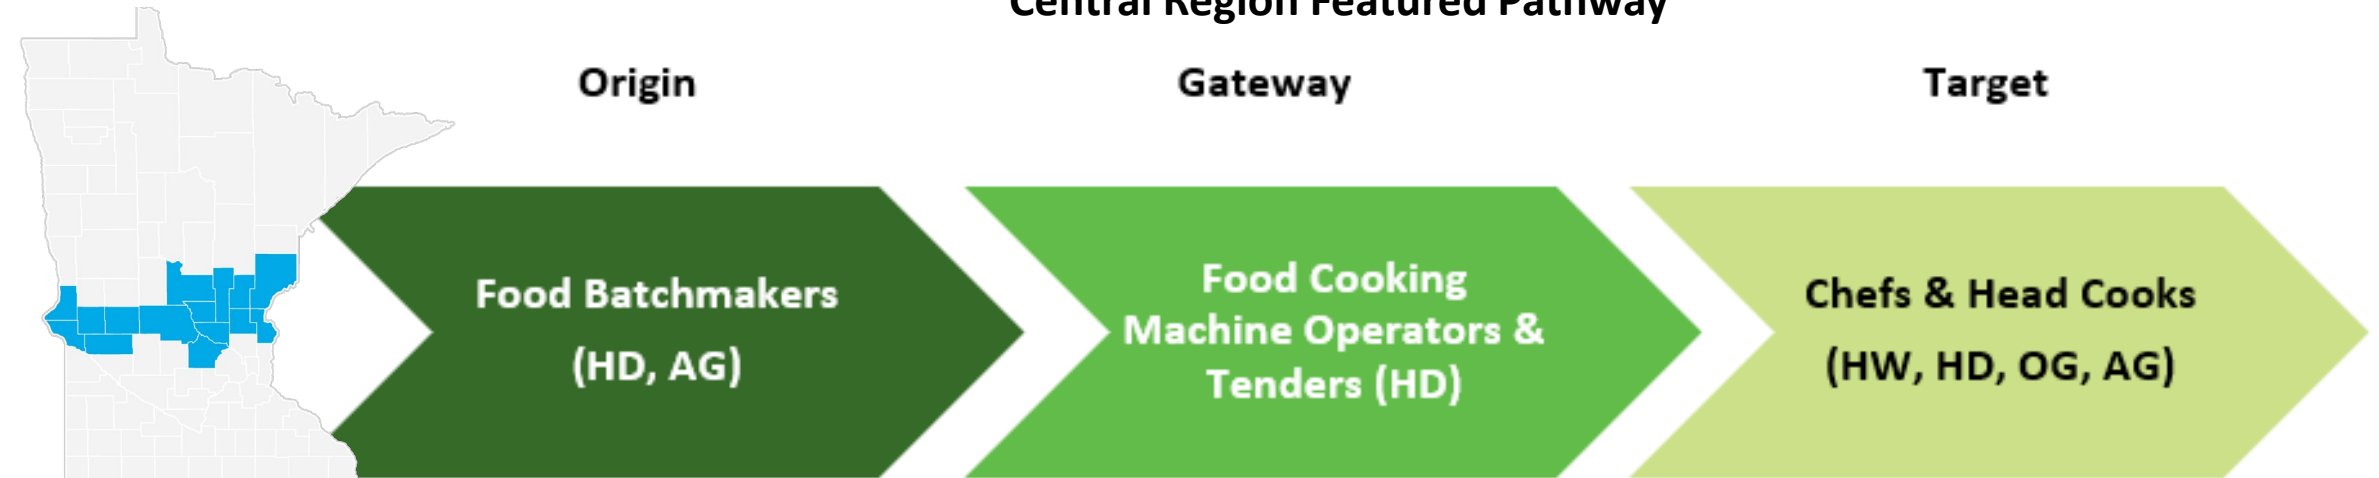 Central Region Featured Pathway
Origin
Gateway
Target
Food Batchmakers
(HD, AG)
Food Cooking
Machine Operators &
Tenders (HD)
Chefs & Head Cooks
(HW, HD, OG, AG)